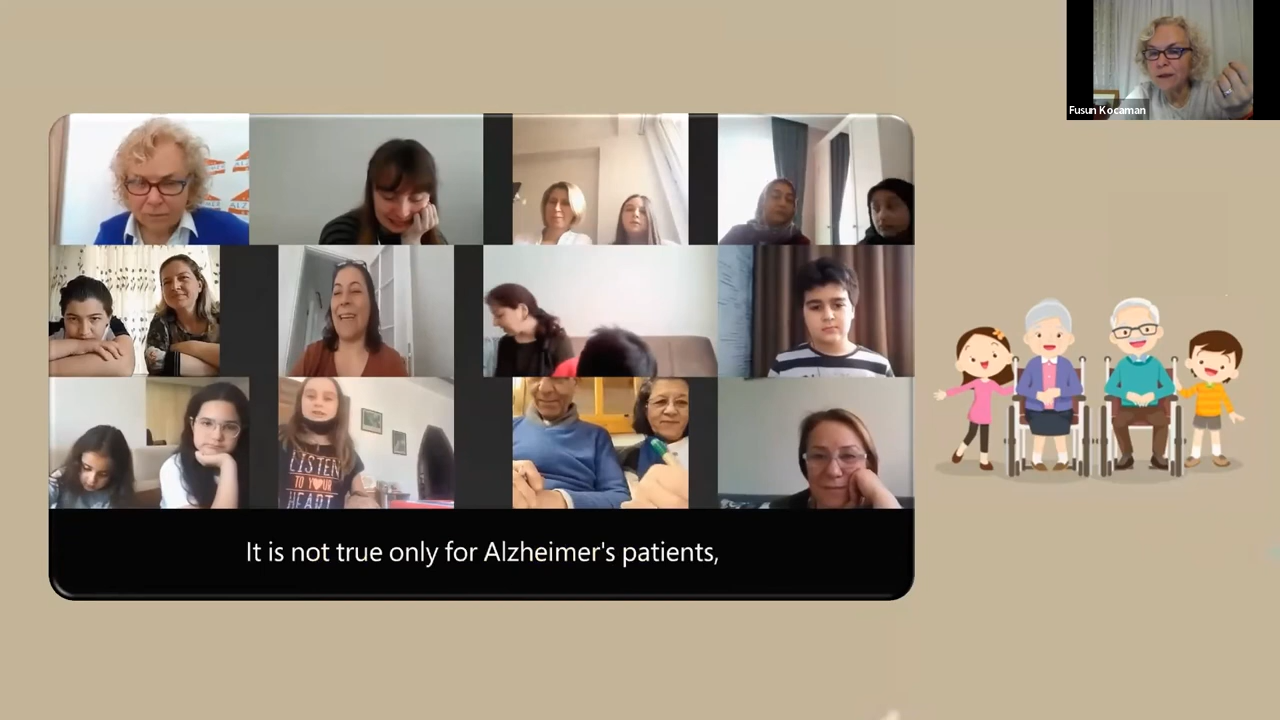 Fusun Kocaman
LISTEN
TO YOUR
HEART
It is not true only for Alzheimer's patients,